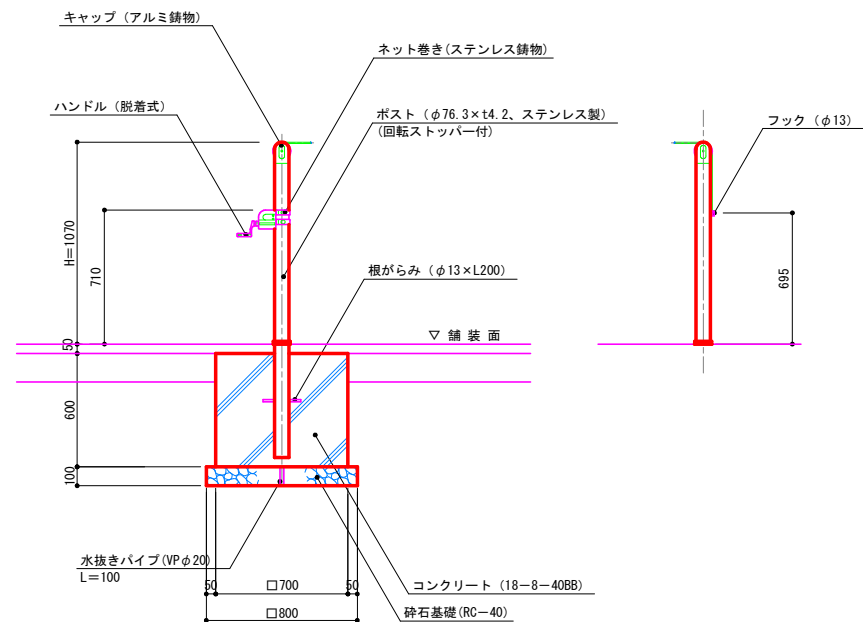 キャップ（アルミ鋳物）
ネット巻き(ステンレス鋳物)
ハンドル（脱着式）
ポスト（φ76.3×t4.2、ステンレス製）
(回転ストッパー付)
フック（φ13）
H＝1070
710
695
根がらみ（φ13×L200）
▽ 舗 装 面
50
600
100
水抜きパイプ(VPφ20)
L＝100
50
□700
50
□800
コンクリート（18－8－40BB）
砕石基礎(RC－40)